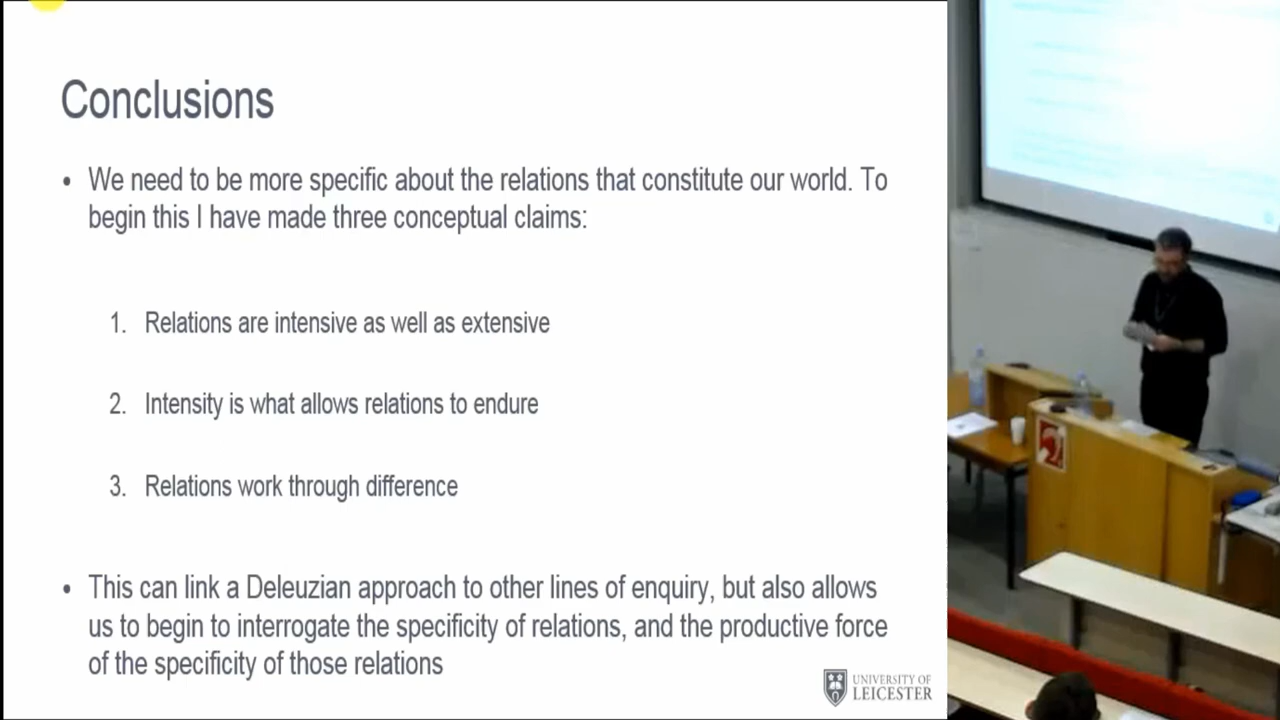 Conclusions
• We need to be more specific about the relations that constitute our world. To
begin this I have made three conceptual claims:
1. Relations are intensive as well as extensive
2. Intensity is what allows relations to endure
3. Relations work through difference
• This can link a Deleuzian approach to other lines of enquiry, but also allows
us to begin to interrogate the specificity of relations, and the productive force
of the specificity of those relations
UNIVERSITY OF
LEICESTER